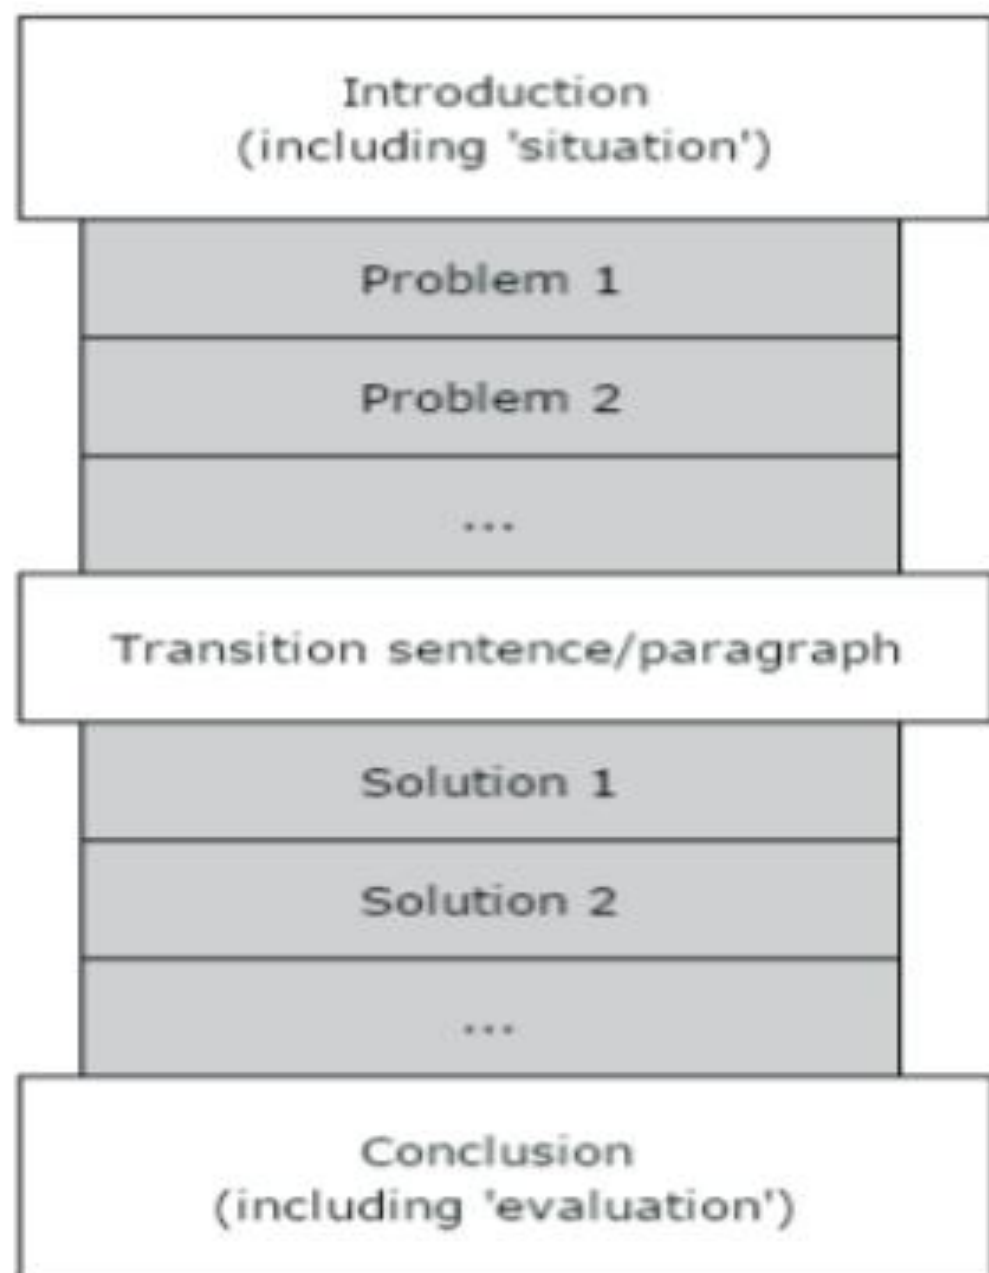 Introduction
(including 'situation')
Problem 1
Problem 2
...
Transition sentence/paragraph
Solution 1
Solution 2
...
Conclusion
(including 'evaluation')